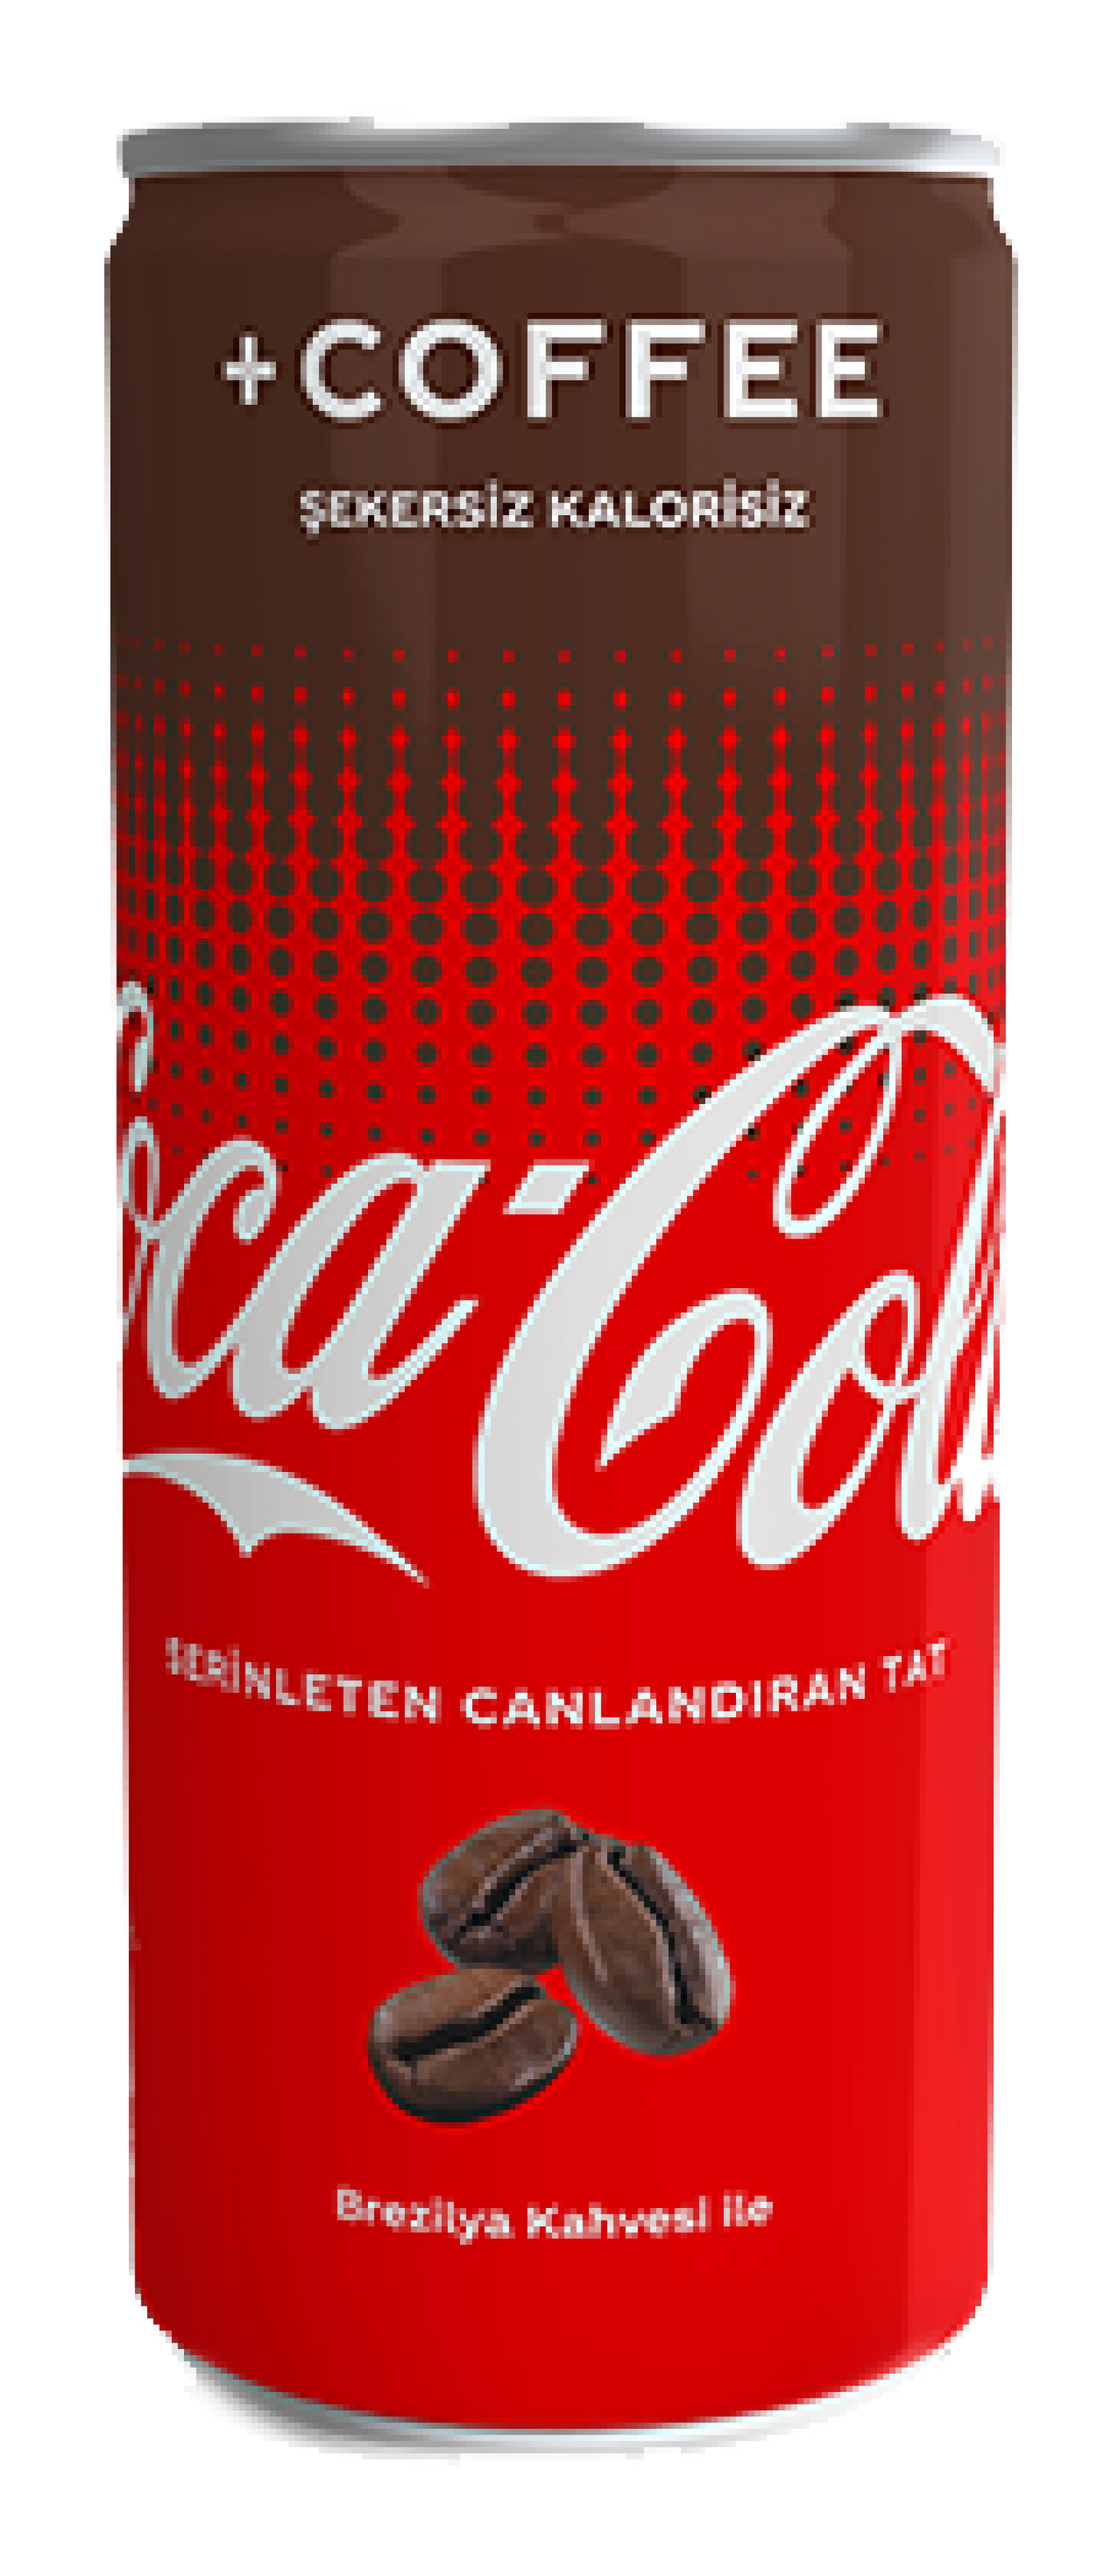 +COFFEE
ŞEKERSİZ KALORİSİZ
Coca-Cola
SERİNLETEN CANLANDIRAN TAT
Brezilya Kahvesi ile